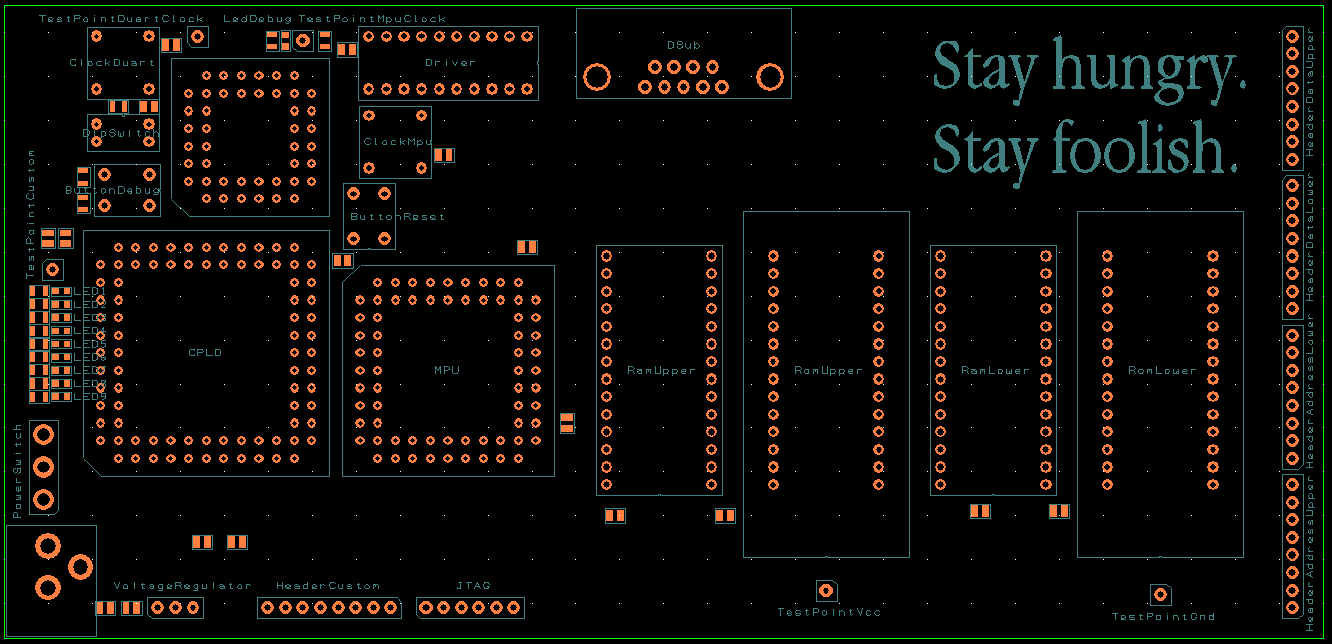 TestPointDuartClock
LedDebug
TestPointMpuClock
ClockDuart
Driver
DSub
Stay hungry.
Stay foolish.
HeaderDataUpper
DipSwitch
ClockMpu
TestPointCustom
ButtonDebug
ButtonReset
HeaderDataLower
LED1
LED2
LED3
LED4
LED5
LED6
LED7
LED8
LED9
CPLD
MPU
RamUpper
RomUpper
RamLower
RomLower
HeaderAddressLower
PowerSwitch
HeaderAddressUpper
VoltageRegulator
HeaderCustom
JTAG
TestPointVcc
TestPointGnd